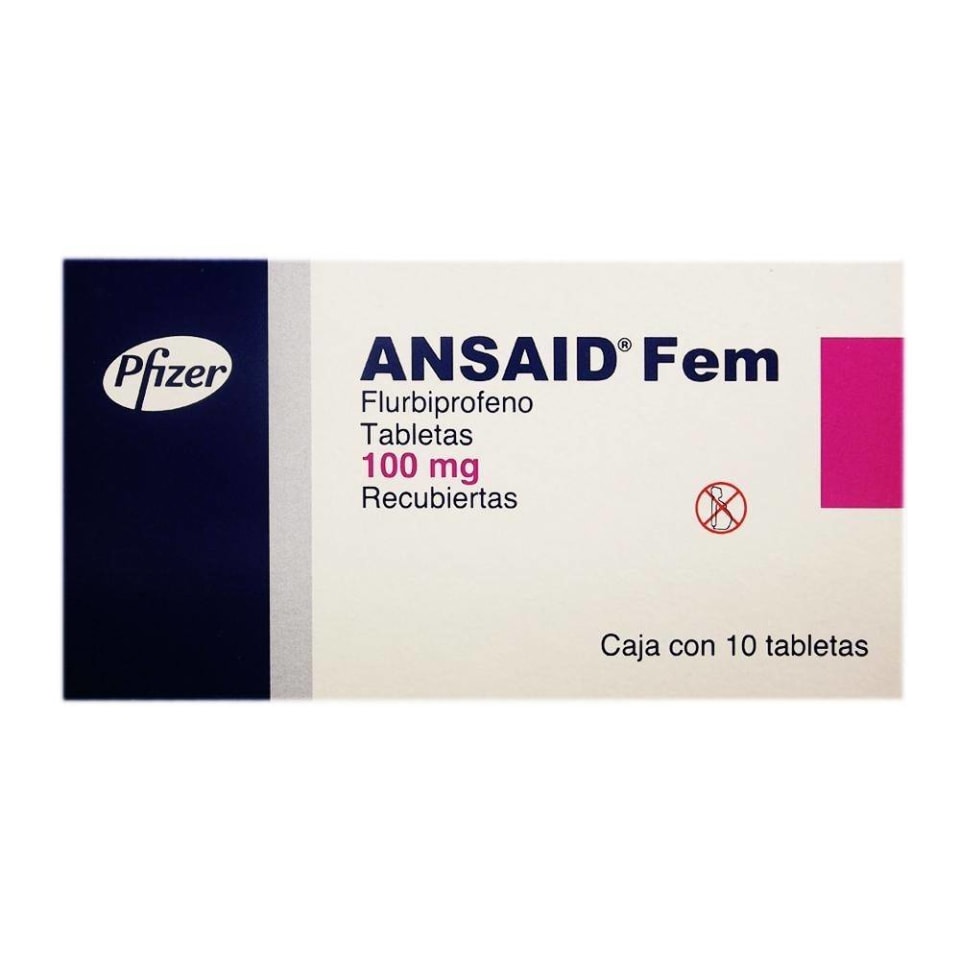 Pfizer
ANSAID® Fem
Flurbiprofeno
Tabletas
100 mg
Recubiertas
Caja con 10 tabletas